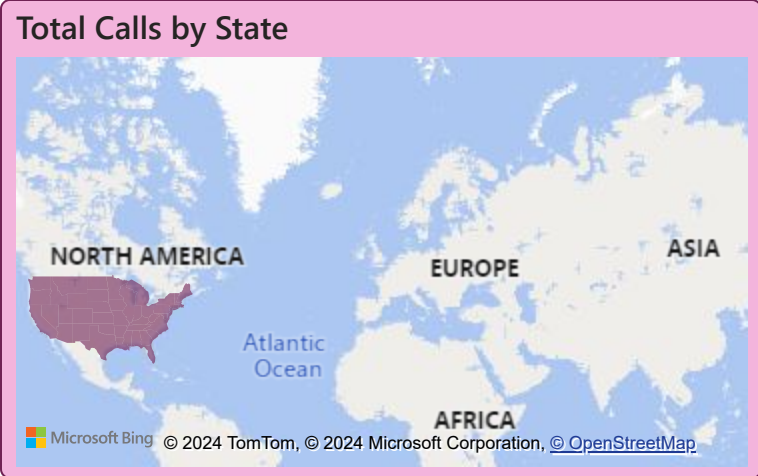 Total Calls by State
NORTH AMERICA
EUROPE
ASIA
Atlantic
Ocean
AFRICA
Microsoft Bing
© 2024 TomTom, © 2024 Microsoft Corporation, © OpenStreetMap